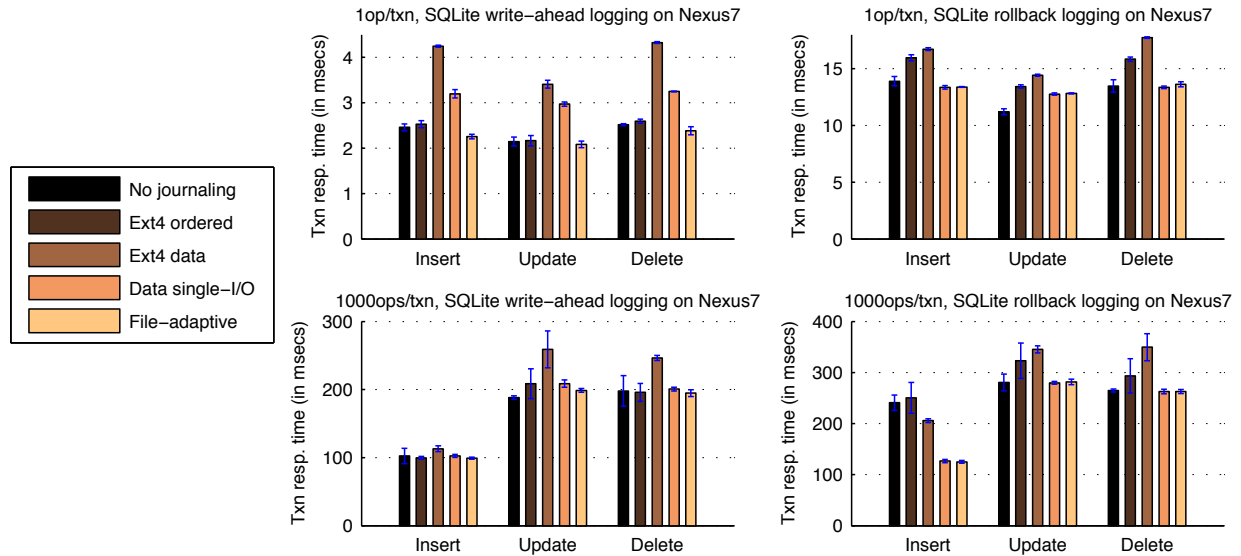 No journaling
Ext4 ordered
Ext4 data
Data single−I/O
File−adaptive
1op/txn, SQLite write−ahead logging on Nexus7
Txn resp. time (in msecs)
4
3
2
1
0
Insert Update Delete
1op/txn, SQLite rollback logging on Nexus7
Txn resp. time (in msecs)
15
10
5
0
Insert Update Delete
1000ops/txn, SQLite write−ahead logging on Nexus7
Txn resp. time (in msecs)
300
200
100
0
Insert Update Delete
1000ops/txn, SQLite rollback logging on Nexus7
Txn resp. time (in msecs)
400
300
200
100
0
Insert Update Delete